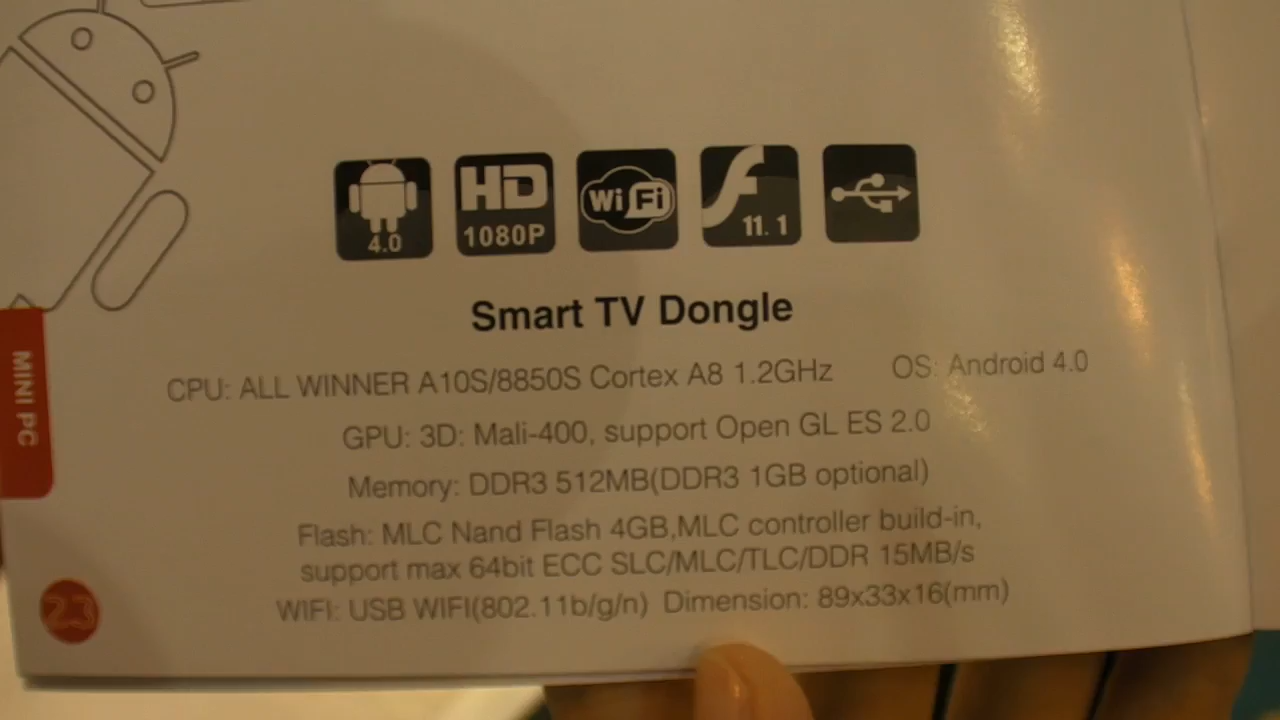 4.0
HD
1080P
Wi Fi
11.1
Smart TV Dongle
CPU: ALL WINNER A10S/8850S Cortex A8 1.2GHz OS: Android 4.0
GPU: 3D: Mali-400, support Open GL ES 2.0
Memory: DDR3 512MB(DDR3 1GB optional)
Flash: MLC Nand Flash 4GB,MLC controller build-in,
support max 64bit ECC SLC/MLC/TLC/DDR 15MB/s
WIFI: USB WIFI(802.11b/g/n) Dimension: 89x33x16(mm)
MINI PC
23